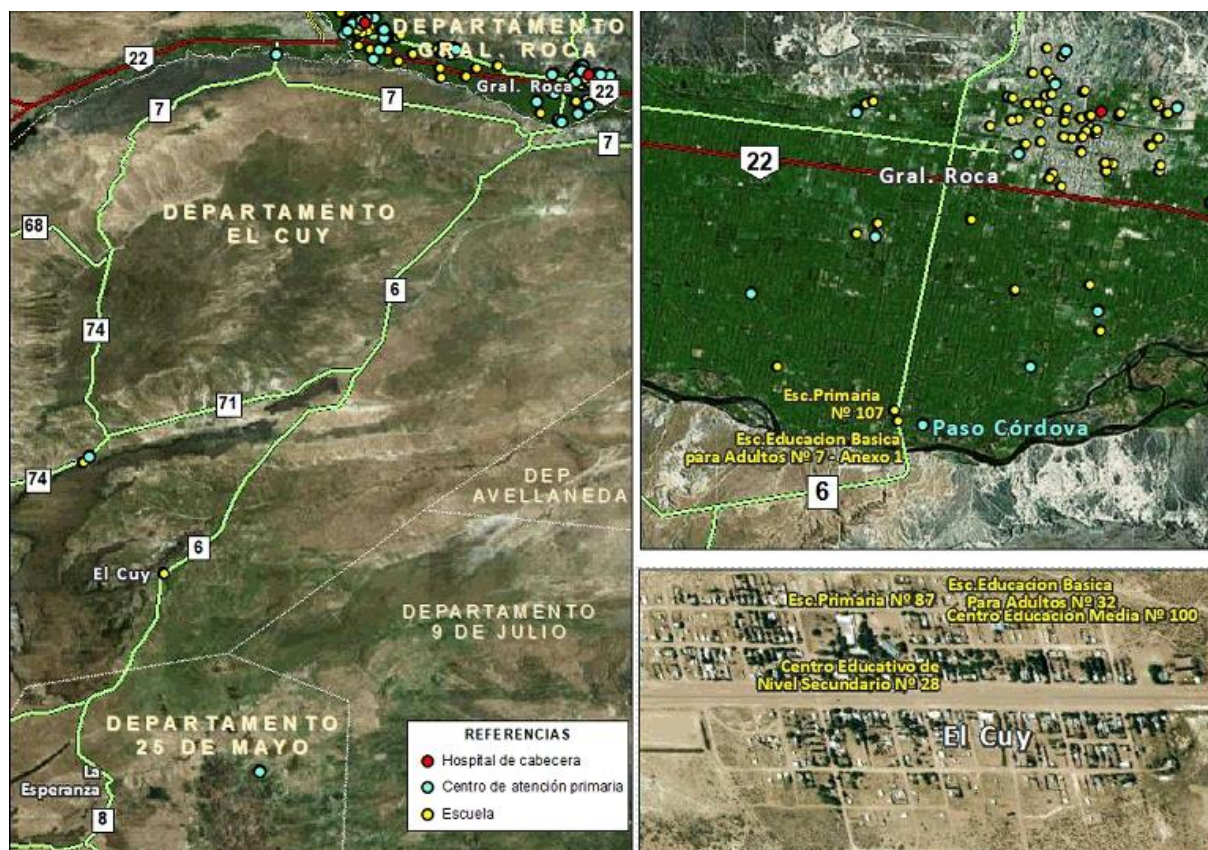 DEPARTAMENTO
GRAL. ROCA
22
Gral. Roca
22
7
7
7
DEPARTAMENTO
EL CUY
68
6
74
71
74
DEP.
AVELLANEDA
6
El Cuy
DEPARTAMENTO
9 DE JULIO
DEPARTAMENTO
25 DE MAYO
La
Esperanza
8
REFERENCIAS
Hospital de cabecera
Centro de atención primaria
Escuela
22
Gral. Roca
Esc.Primaria
Nº 107
Paso Córdova
Esc.Educacion Basica
para Adultos Nº 7 - Anexo 1
6
Esc.Primaria Nº 87
Esc.Educacion Basica
Para Adultos Nº 32
Centro Educacion Media Nº 100
Centro Educativo de
Nivel Secundario Nº 28
El Cuy